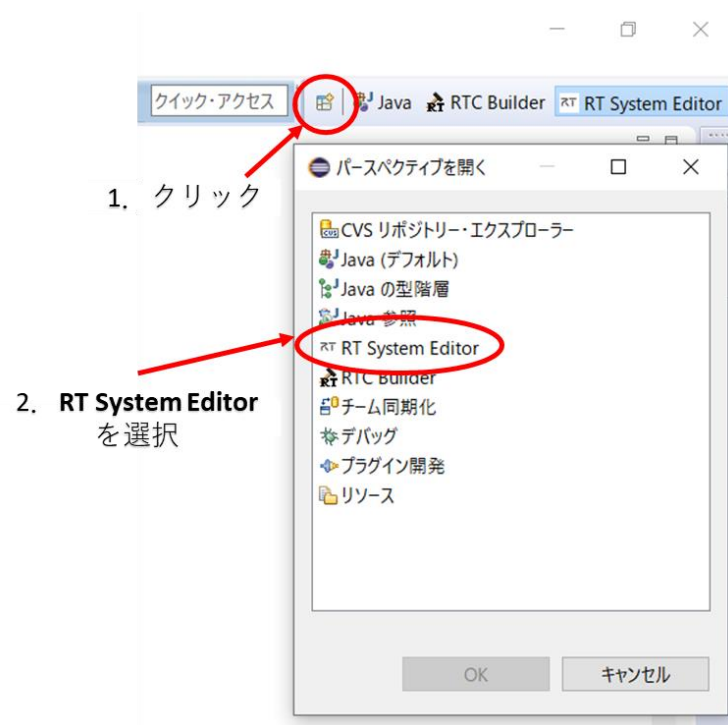 クイック・アクセス
Java
RTC Builder
RT System Editor
1. クリック
パースペクティブを開く
CVS リポジトリー・エクスプローラー
Java (デフォルト)
Java の型階層
Java 参照
RT System Editor
RTC Builder
チーム同期化
デバッグ
プラグイン開発
リソース
2. RT System Editor
を選択
OK
キャンセル